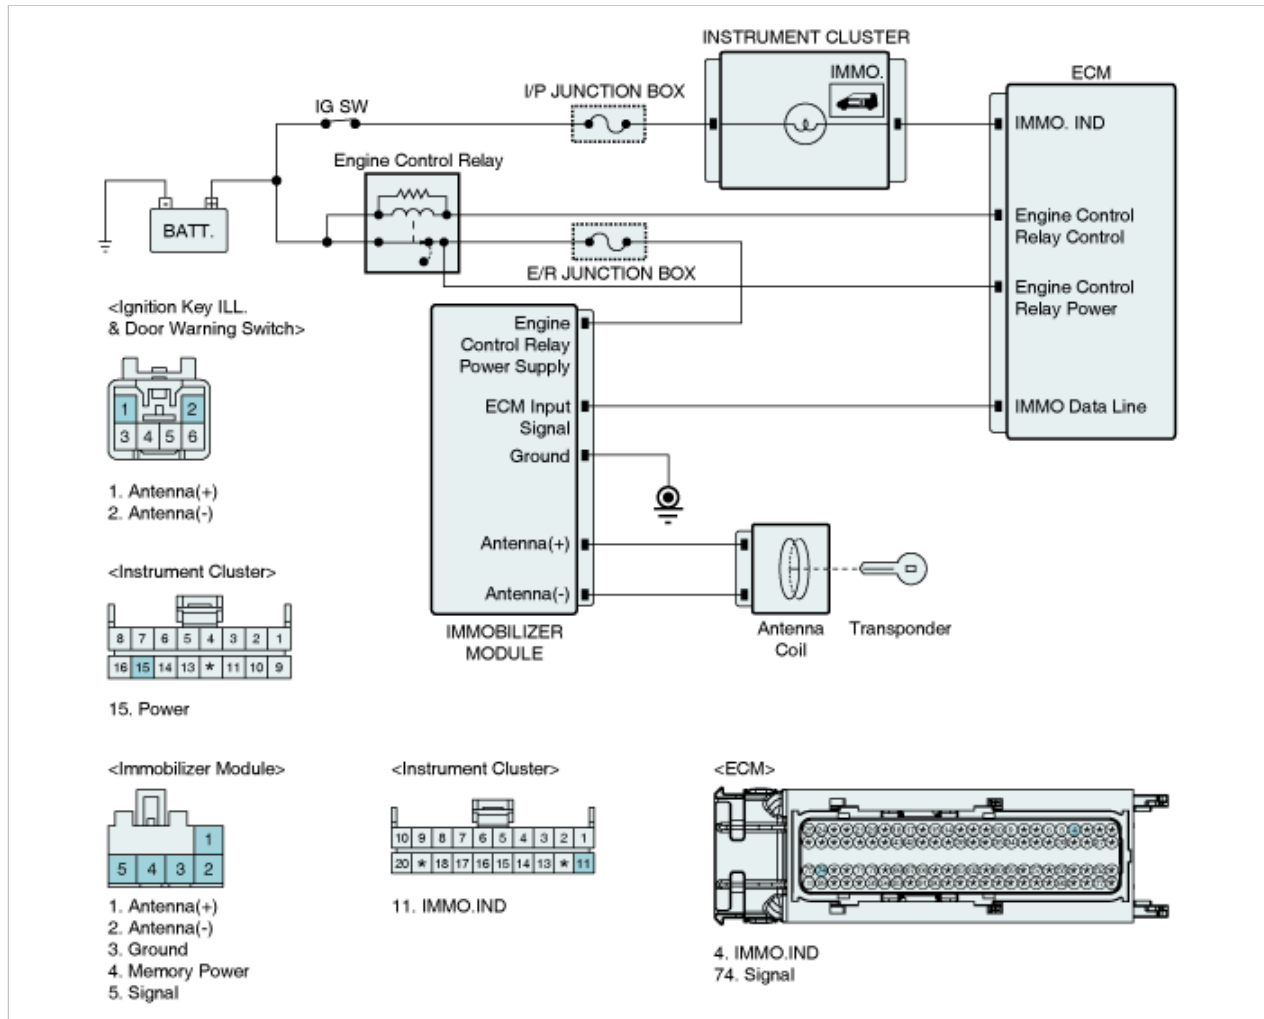 INSTRUMENT CLUSTER
IMMO.
ECM
I/P JUNCTION BOX
IG SW
IMMO. IND
Engine Control Relay
- +
BATT.
Engine Control
Relay Control
E/R JUNCTION BOX
Engine Control
Relay Power
<Ignition Key ILL.
& Door Warning Switch>
Engine
Control Relay
Power Supply
ECM Input
Signal
IMMO Data Line
Ground
1 2
3 4 5 6
1. Antenna(+)
2. Antenna(-)
Antenna(+)
Antenna(-)
IMMOBILIZER
MODULE
Antenna
Coil
Transponder
<Instrument Cluster>
8 7 6 5 4 3 2 1
16 15 14 13 * 11 10 9
15. Power
<Immobilizer Module>
1
5 4 3 2
1. Antenna(+)
2. Antenna(-)
3. Ground
4. Memory Power
5. Signal
<Instrument Cluster>
10 9 8 7 6 5 4 3 2 1
20 * 18 17 16 15 14 13 * 11
11. IMMO.IND
<ECM>
4. IMMO.IND
74. Signal